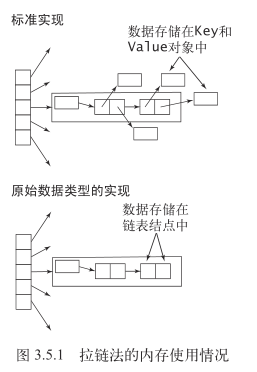 标准实现
数据存储在Key和
Value对象中
原始数据类型的实现
数据存储在
链表结点中
图 3.5.1 拉链法的内存使用情况